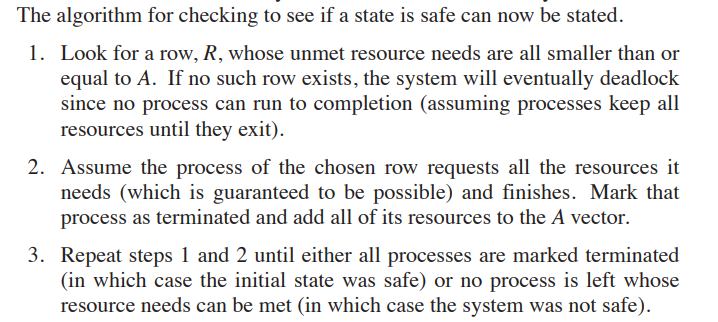 The algorithm for checking to see if a state is safe can now be stated.
1. Look for a row, R, whose unmet resource needs are all smaller than or
equal to A. If no such row exists, the system will eventually deadlock
since no process can run to completion (assuming processes keep all
resources until they exit).
2. Assume the process of the chosen row requests all the resources it
needs (which is guaranteed to be possible) and finishes. Mark that
process as terminated and add all of its resources to the A vector.
3. Repeat steps 1 and 2 until either all processes are marked terminated
(in which case the initial state was safe) or no process is left whose
resource needs can be met (in which case the system was not safe).